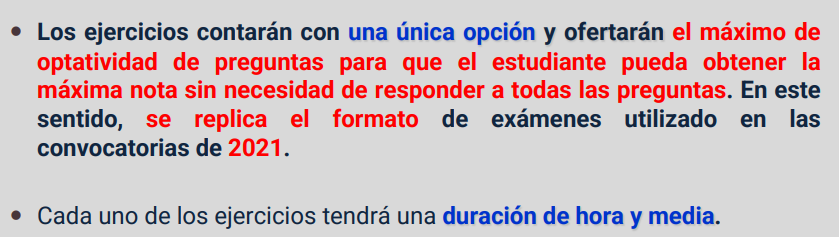 • Los ejercicios contarán con una única opción y ofertarán el máximo de
optatividad de preguntas para que el estudiante pueda obtener la
máxima nota sin necesidad de responder a todas las preguntas. En este
sentido, se replica el formato de exámenes utilizado en las
convocatorias de 2021.
• Cada uno de los ejercicios tendrá una duración de hora y media.